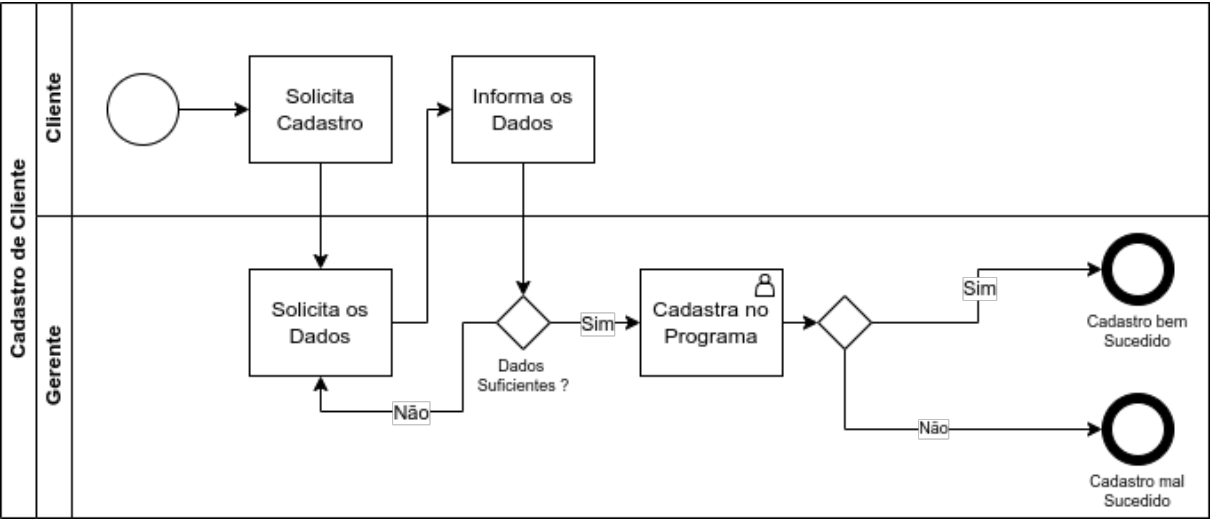 Cadastro de Cliente
Cliente
Solicita
Cadastro
Informa os
Dados
Gerente
Solicita os
Dados
Não
Dados
Suficientes ?
Sim
Cadastra no
Programa
Sim
Cadastro bem
Sucedido
Não
Cadastro mal
Sucedido